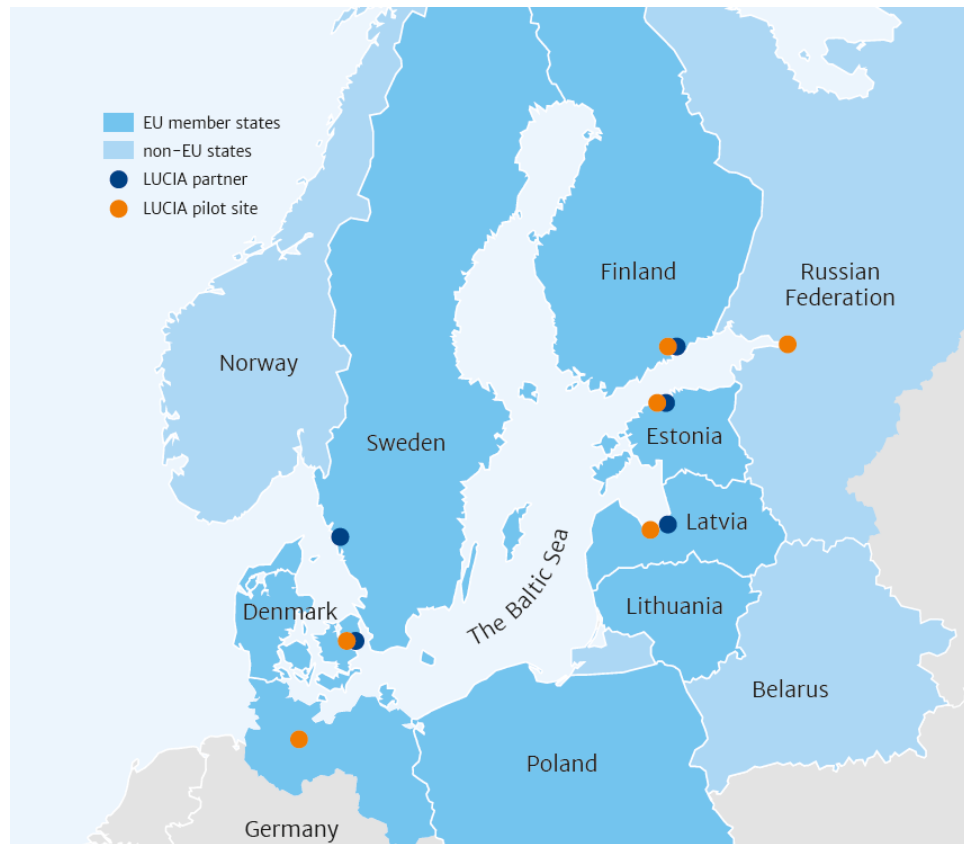 EU member states
non-EU states
LUCIA partner
LUCIA pilot site
Finland
Russian
Federation
Norway
Sweden
Estonia
Latvia
The Baltic Sea
Denmark
Lithuania
Belarus
Poland
Germany